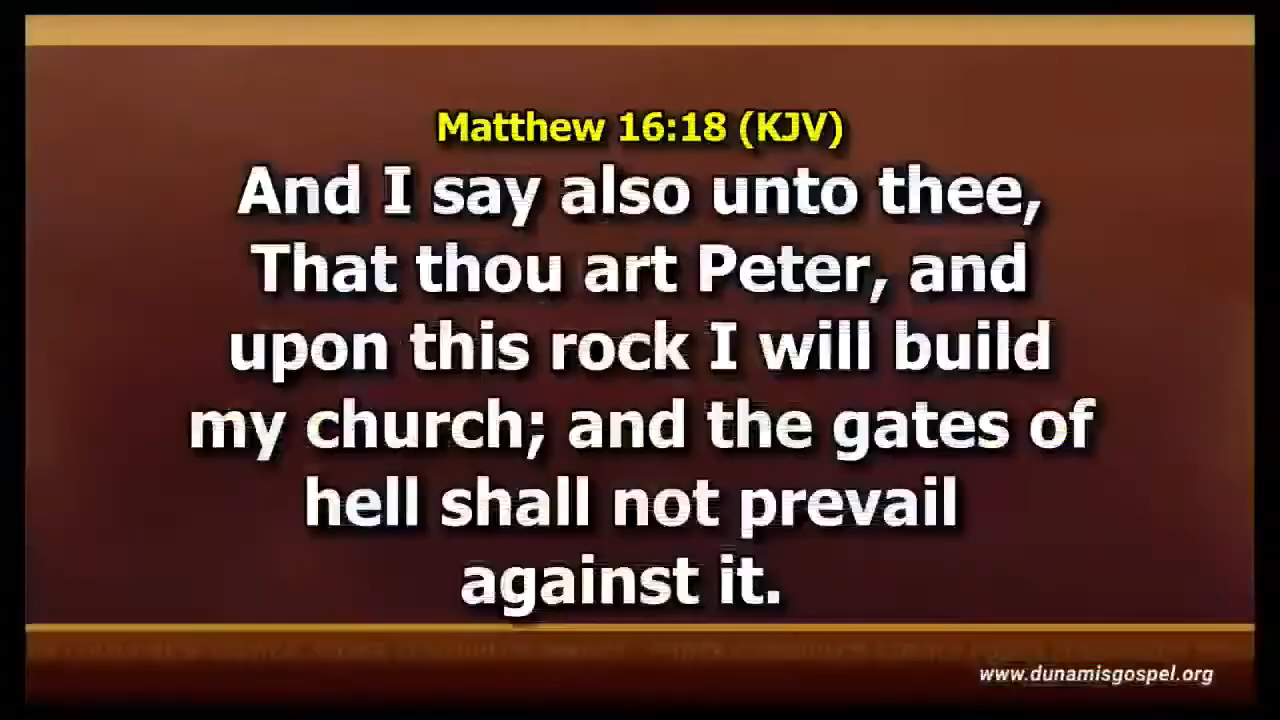 Matthew 16:18 (KJV)
And I say also unto thee,
That thou art Peter, and
upon this rock I will build
my church; and the gates of
hell shall not prevail
against it.
www.dunamisgospel.org